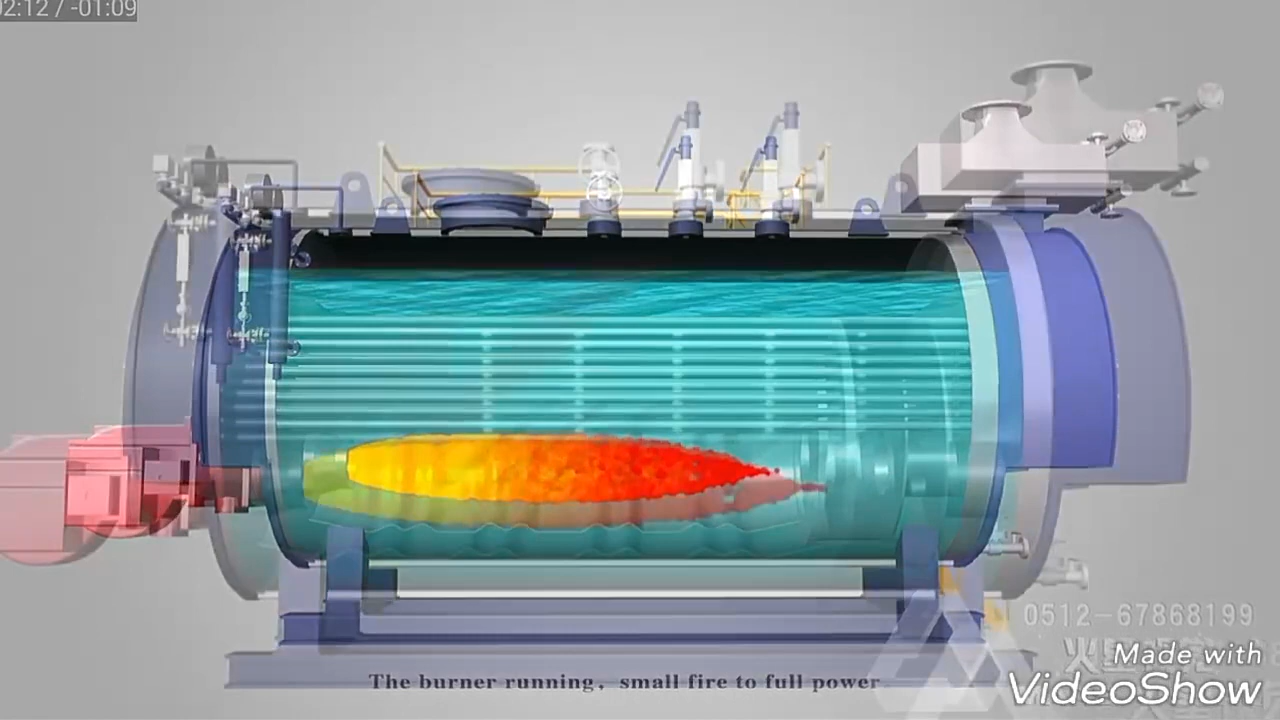 02:12 / -01:09
0512-67868199
Made with
VideoShow
The burner running, small fire to full power